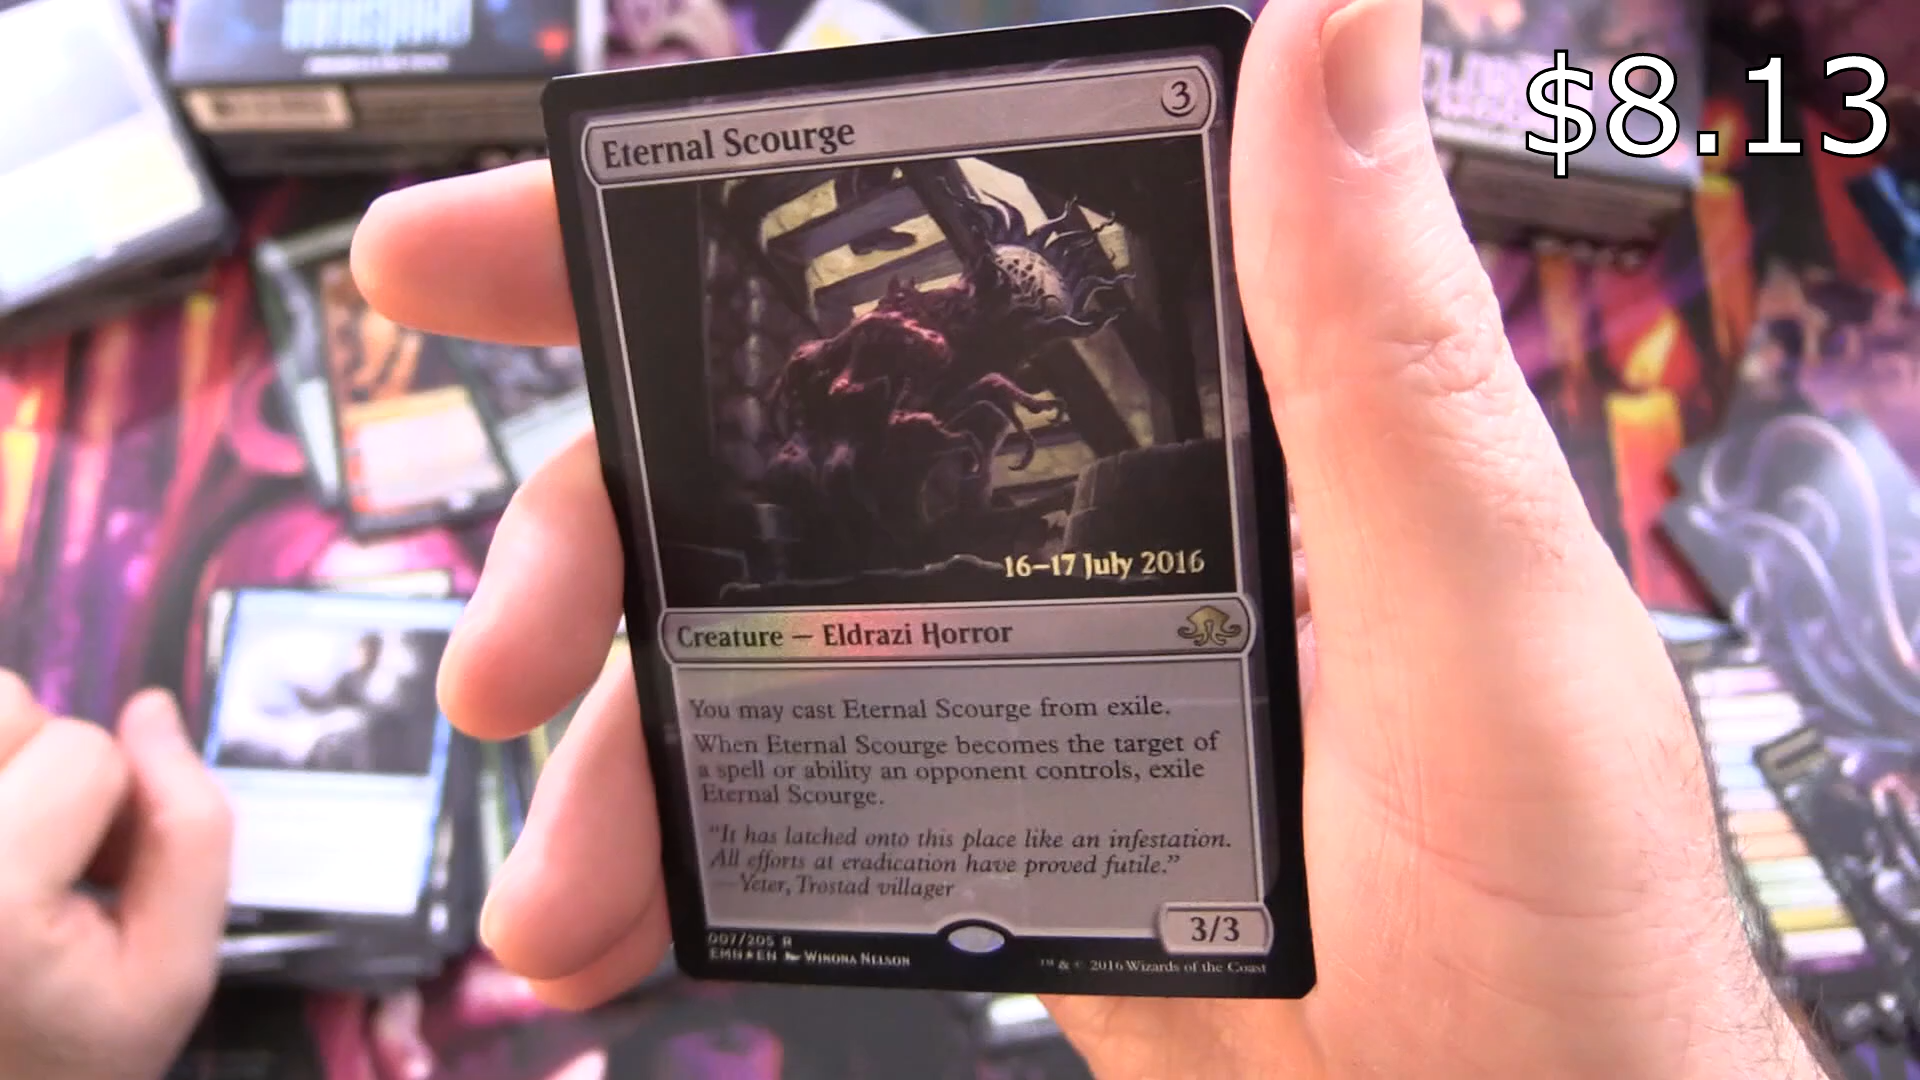 $8.13
Eternal Scourge
3
16–17 July 2016
Creature — Eldrazi Horror
You may cast Eternal Scourge from exile.
When Eternal Scourge becomes the target of
a spell or ability an opponent controls, exile
Eternal Scourge.
"It has latched onto this place like an infestation.
All efforts at eradication have proved futile."
—Yeter, Trostad villager
3/3
007/205 R
EMN★EN Winona Nelson
™ & © 2016 Wizards of the Coast